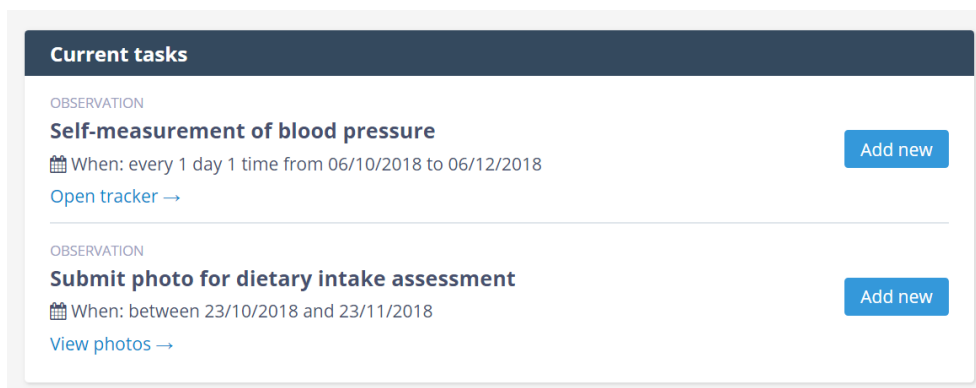 Current tasks
OBSERVATION
Self-measurement of blood pressure
When: every 1 day 1 time from 06/10/2018 to 06/12/2018
Add new
Open tracker →
OBSERVATION
Submit photo for dietary intake assessment
When: between 23/10/2018 and 23/11/2018
Add new
View photos →